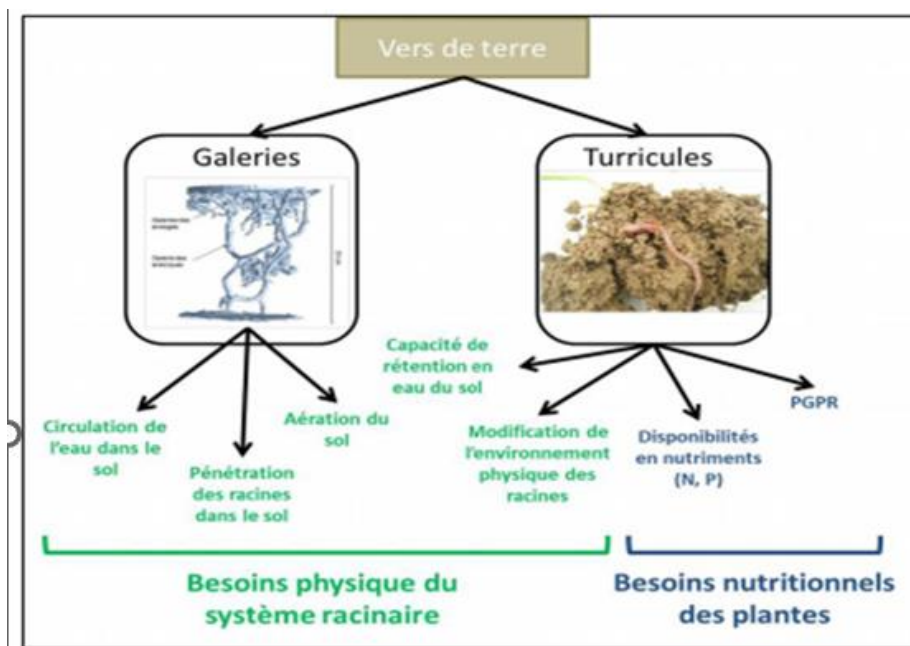 Vers de terre
Galeries
Turricules
Capacité de
rétention en
eau du sol
PGPR
Circulation de
l'eau dans le
sol
Aération du
sol
Modification de
l'environnement
physique des
racines
Disponibilités
en nutriments
(N, P)
Pénétration
des racines
dans le sol
Besoins physique du
système racinaire
Besoins nutritionnels
des plantes